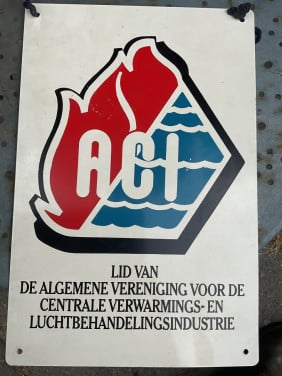 ACI
LID VAN
DE ALGEMENE VERENIGING VOOR DE
CENTRALE VERWARMINGS- EN
LUCHTBEHANDELINGSINDUSTRIE